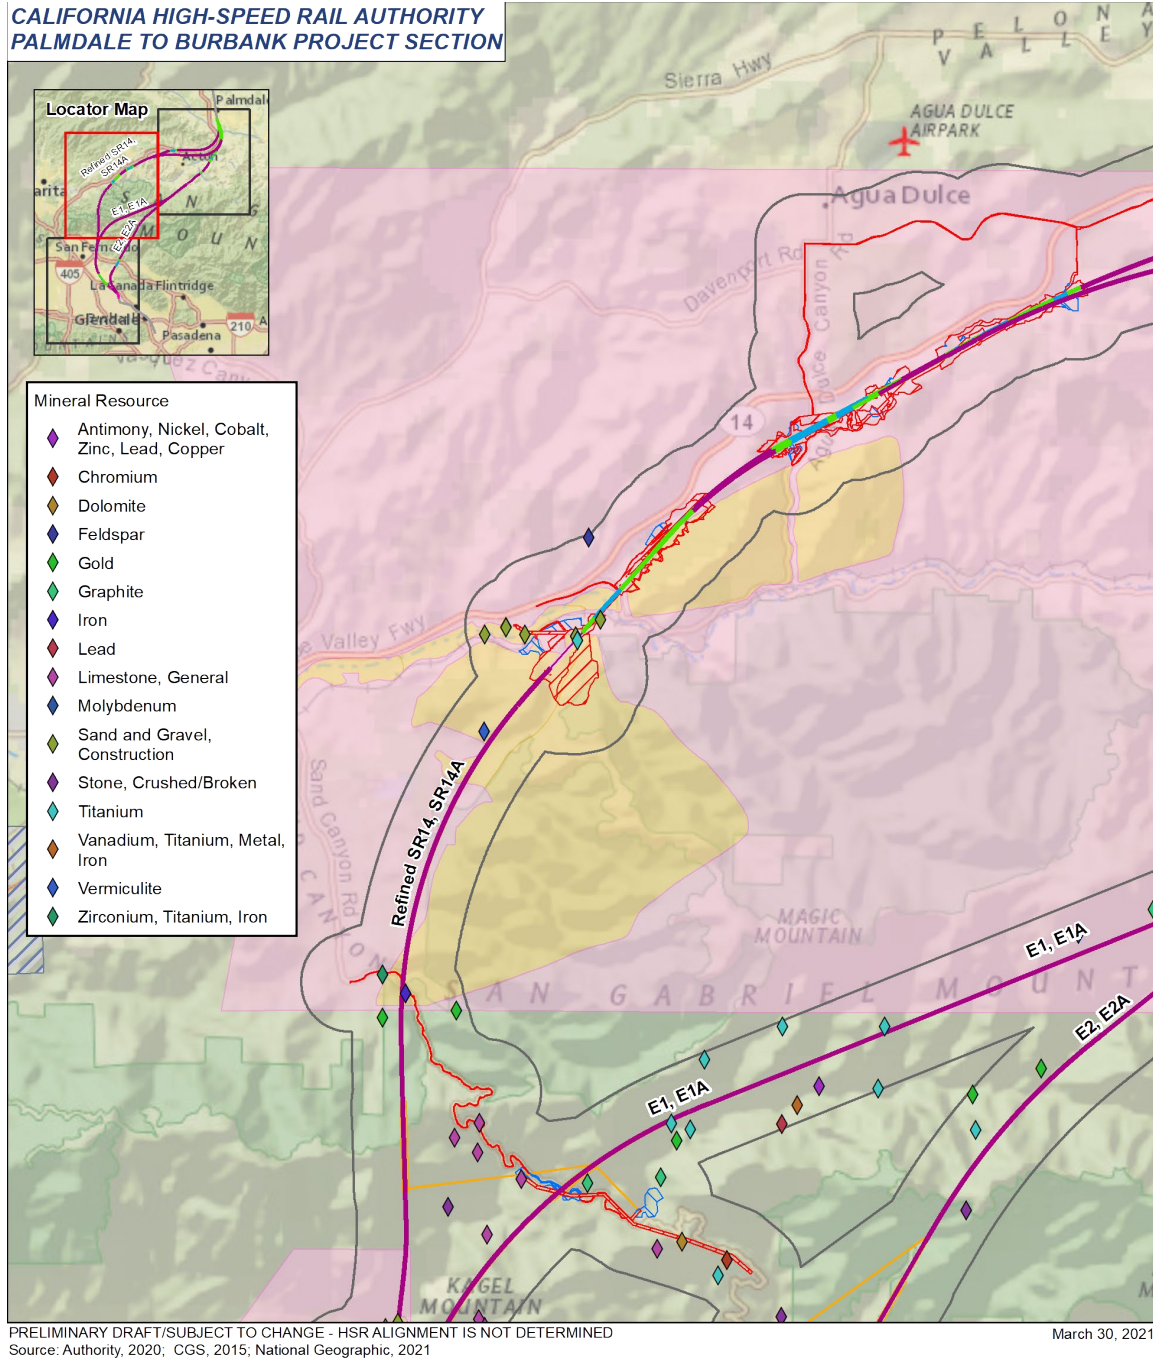 CALIFORNIA HIGH-SPEED RAIL AUTHORITY
PALMDALE TO BURBANK PROJECT SECTION
Locator Map
Palmdal
Acton
Refined SR14,
SR14A
arita
E1, E1A
E2, E2A
S
N
G
M O U N
San Fernando
405
La Canada Flintridge
Glendale
210
Pasadena
Vasquez Cany
Mineral Resource
Antimony, Nickel, Cobalt,
Zinc, Lead, Copper
Chromium
Dolomite
Feldspar
Gold
Graphite
Iron
Lead
Limestone, General
Molybdenum
Sand and Gravel,
Construction
Stone, Crushed/Broken
Titanium
Vanadium, Titanium, Metal,
Iron
Vermiculite
Zirconium, Titanium, Iron
P E L O N A
V A L L E Y
Sierra Hwy
AGUA DULCE
AIRPARK
Agua Dulce
Davenport Rd
Agua Dulce Canyon Rd
14
e Valley Fwy
Sand Canyon Rd
CANYON
Refined SR14, SR14A
MAGIC
MOUNTAIN
E1, E1A
SAN GABRIEL MOUNT
E2, E2A
E1, E1A
KAGEL
MOUNTAIN
M
PRELIMINARY DRAFT/SUBJECT TO CHANGE - HSR ALIGNMENT IS NOT DETERMINED
March 30, 2021
Source: Authority, 2020; CGS, 2015; National Geographic, 2021